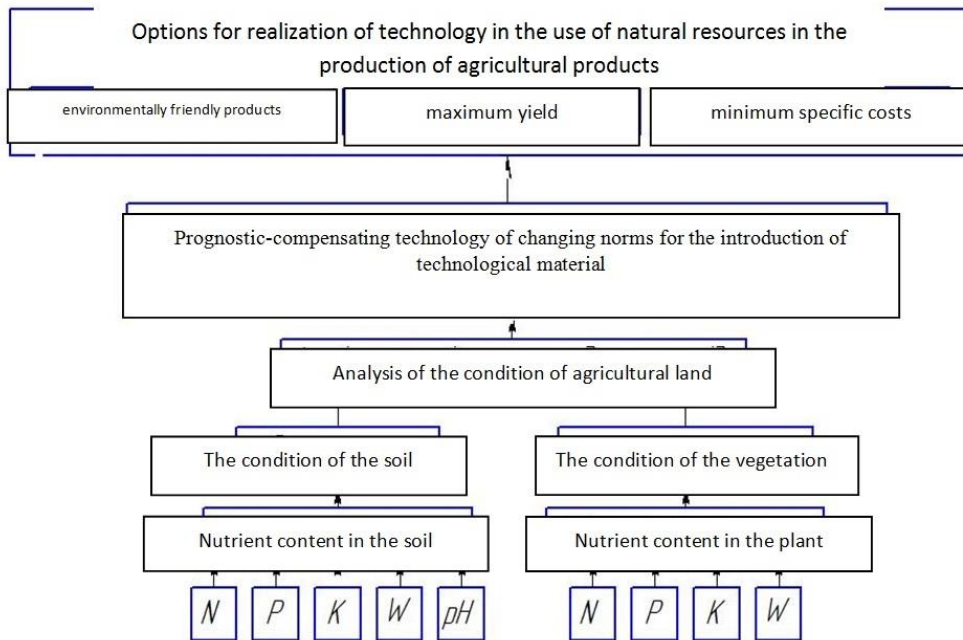 Options for realization of technology in the use of natural resources in the
production of agricultural products
environmentally friendly products
maximum yield
minimum specific costs
Prognostic-compensating technology of changing norms for the introduction of
technological material
Analysis of the condition of agricultural land
The condition of the soil
The condition of the vegetation
Nutrient content in the soil
Nutrient content in the plant
N P K W pH
N P K W